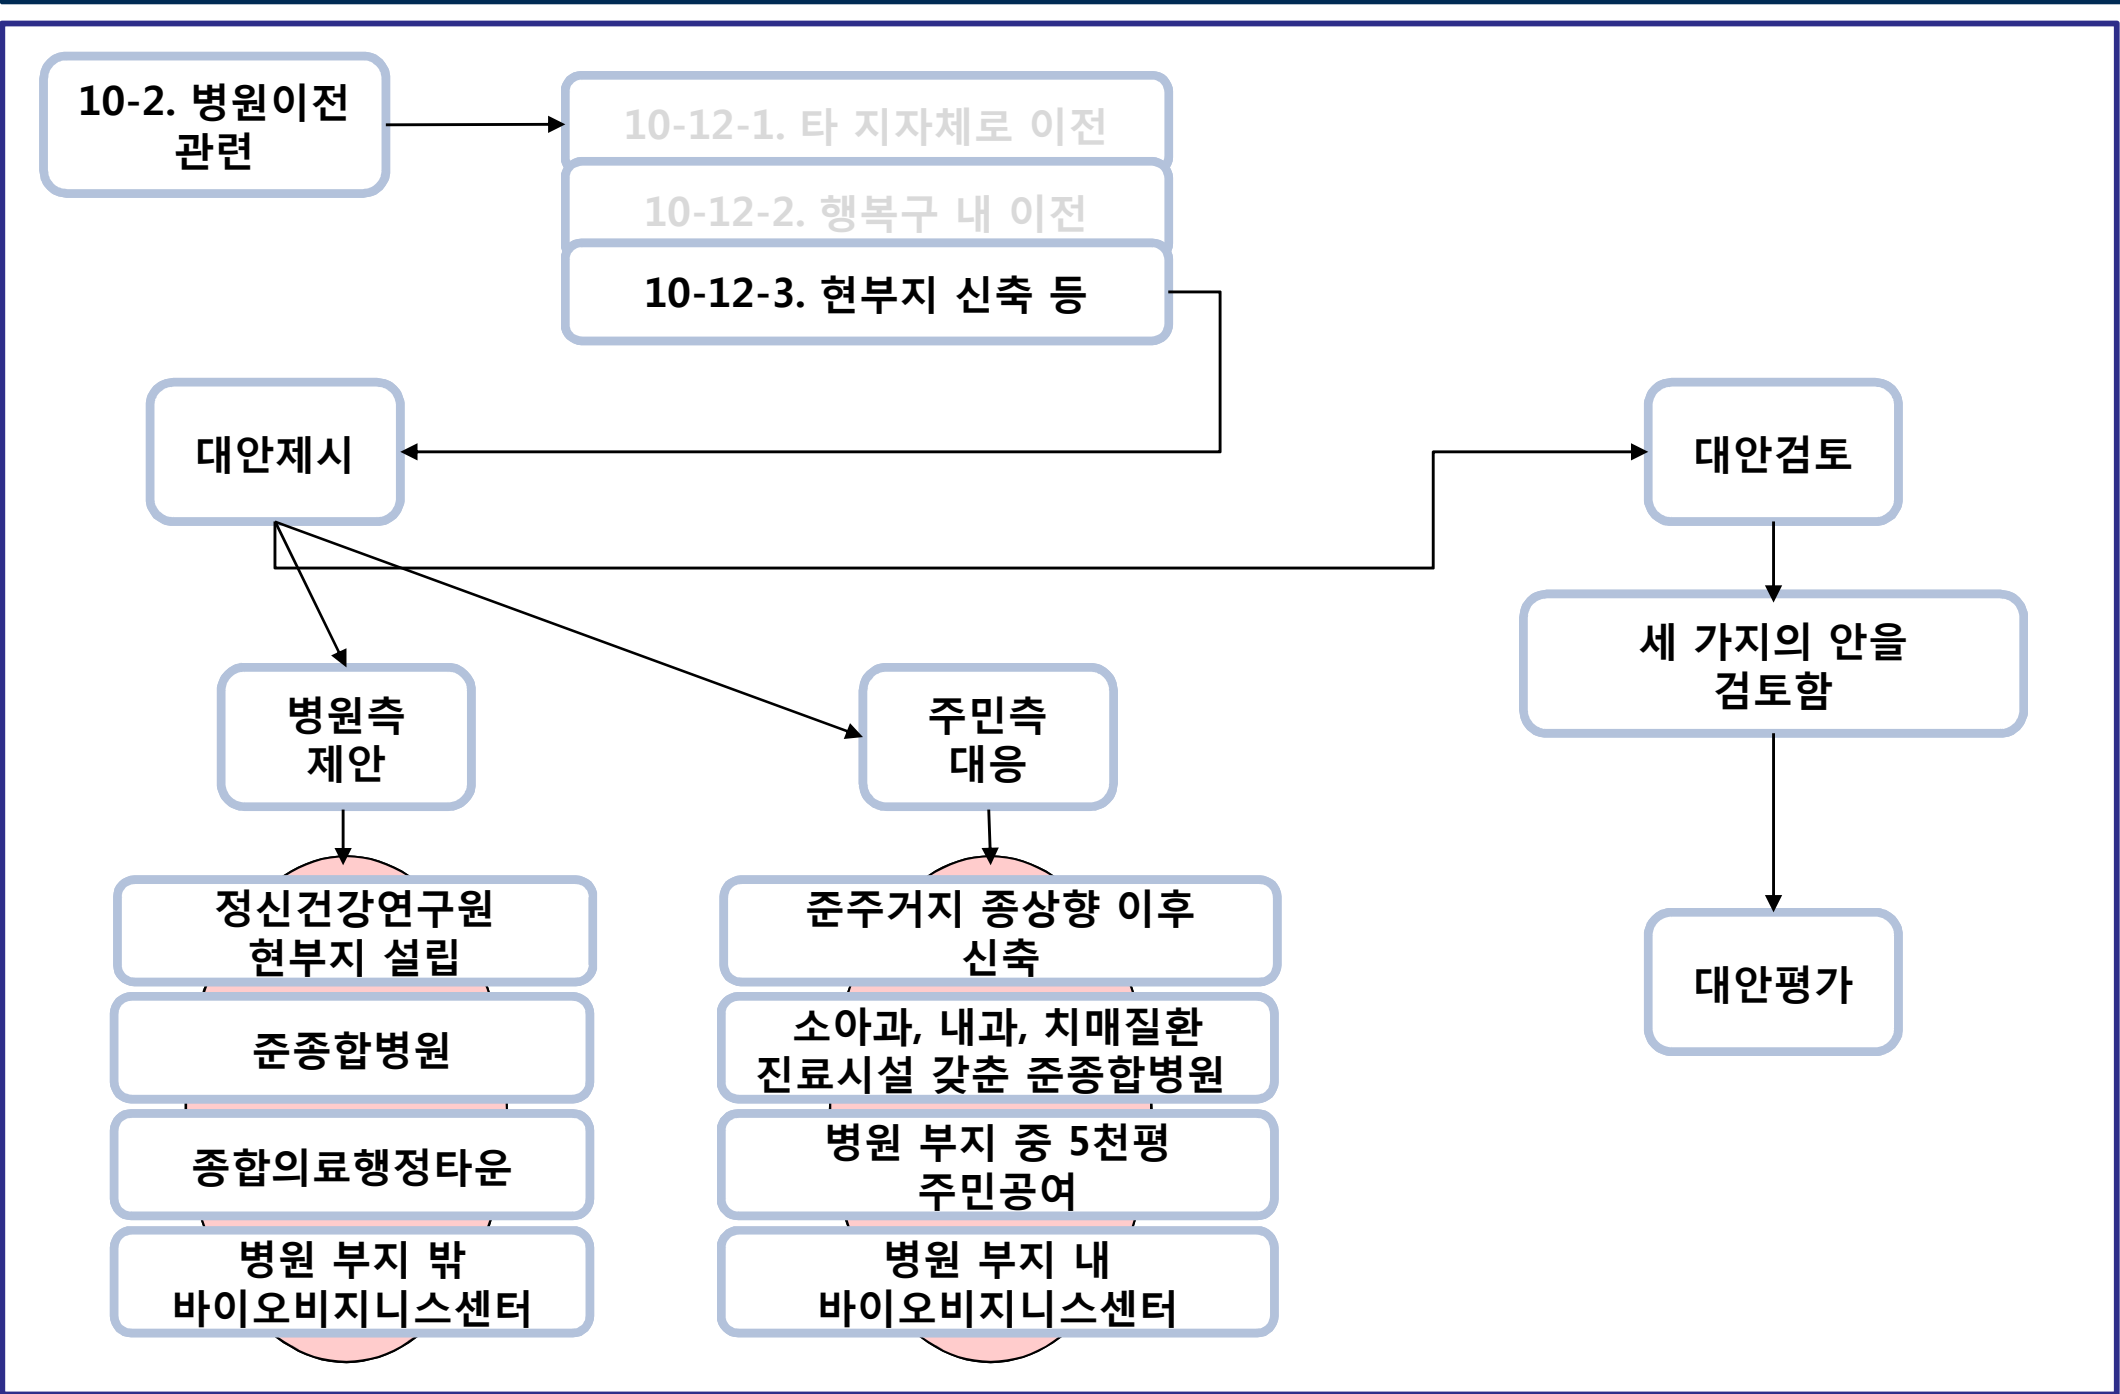 10-2. 병원이전
관련
10-12-1. 타 지자체로 이전
10-12-2. 행복구 내 이전
10-12-3. 현부지 신축 등
대안제시
대안검토
세 가지의 안을
검토함
병원측
제안
주민측
대응
정신건강연구원
현부지 설립
준종합병원
종합의료행정타운
병원 부지 밖
바이오비지니스센터
준주거지 종상향 이후
신축
소아과, 내과, 치매질환
진료시설 갖춘 준종합병원
병원 부지 중 5천평
주민공여
병원 부지 내
바이오비지니스센터
대안평가